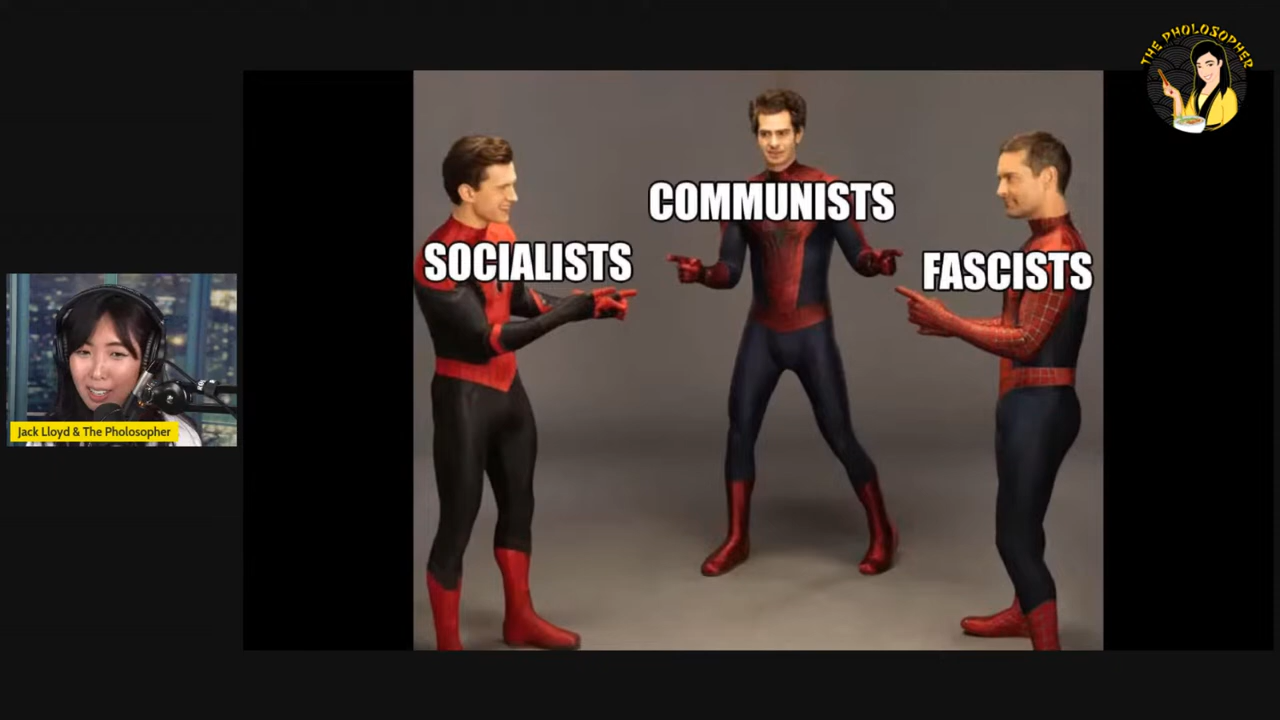 THE PHOLOSOPHER
COMMUNISTS
SOCIALISTS
FASCISTS
Jack Lloyd & The Pholosopher